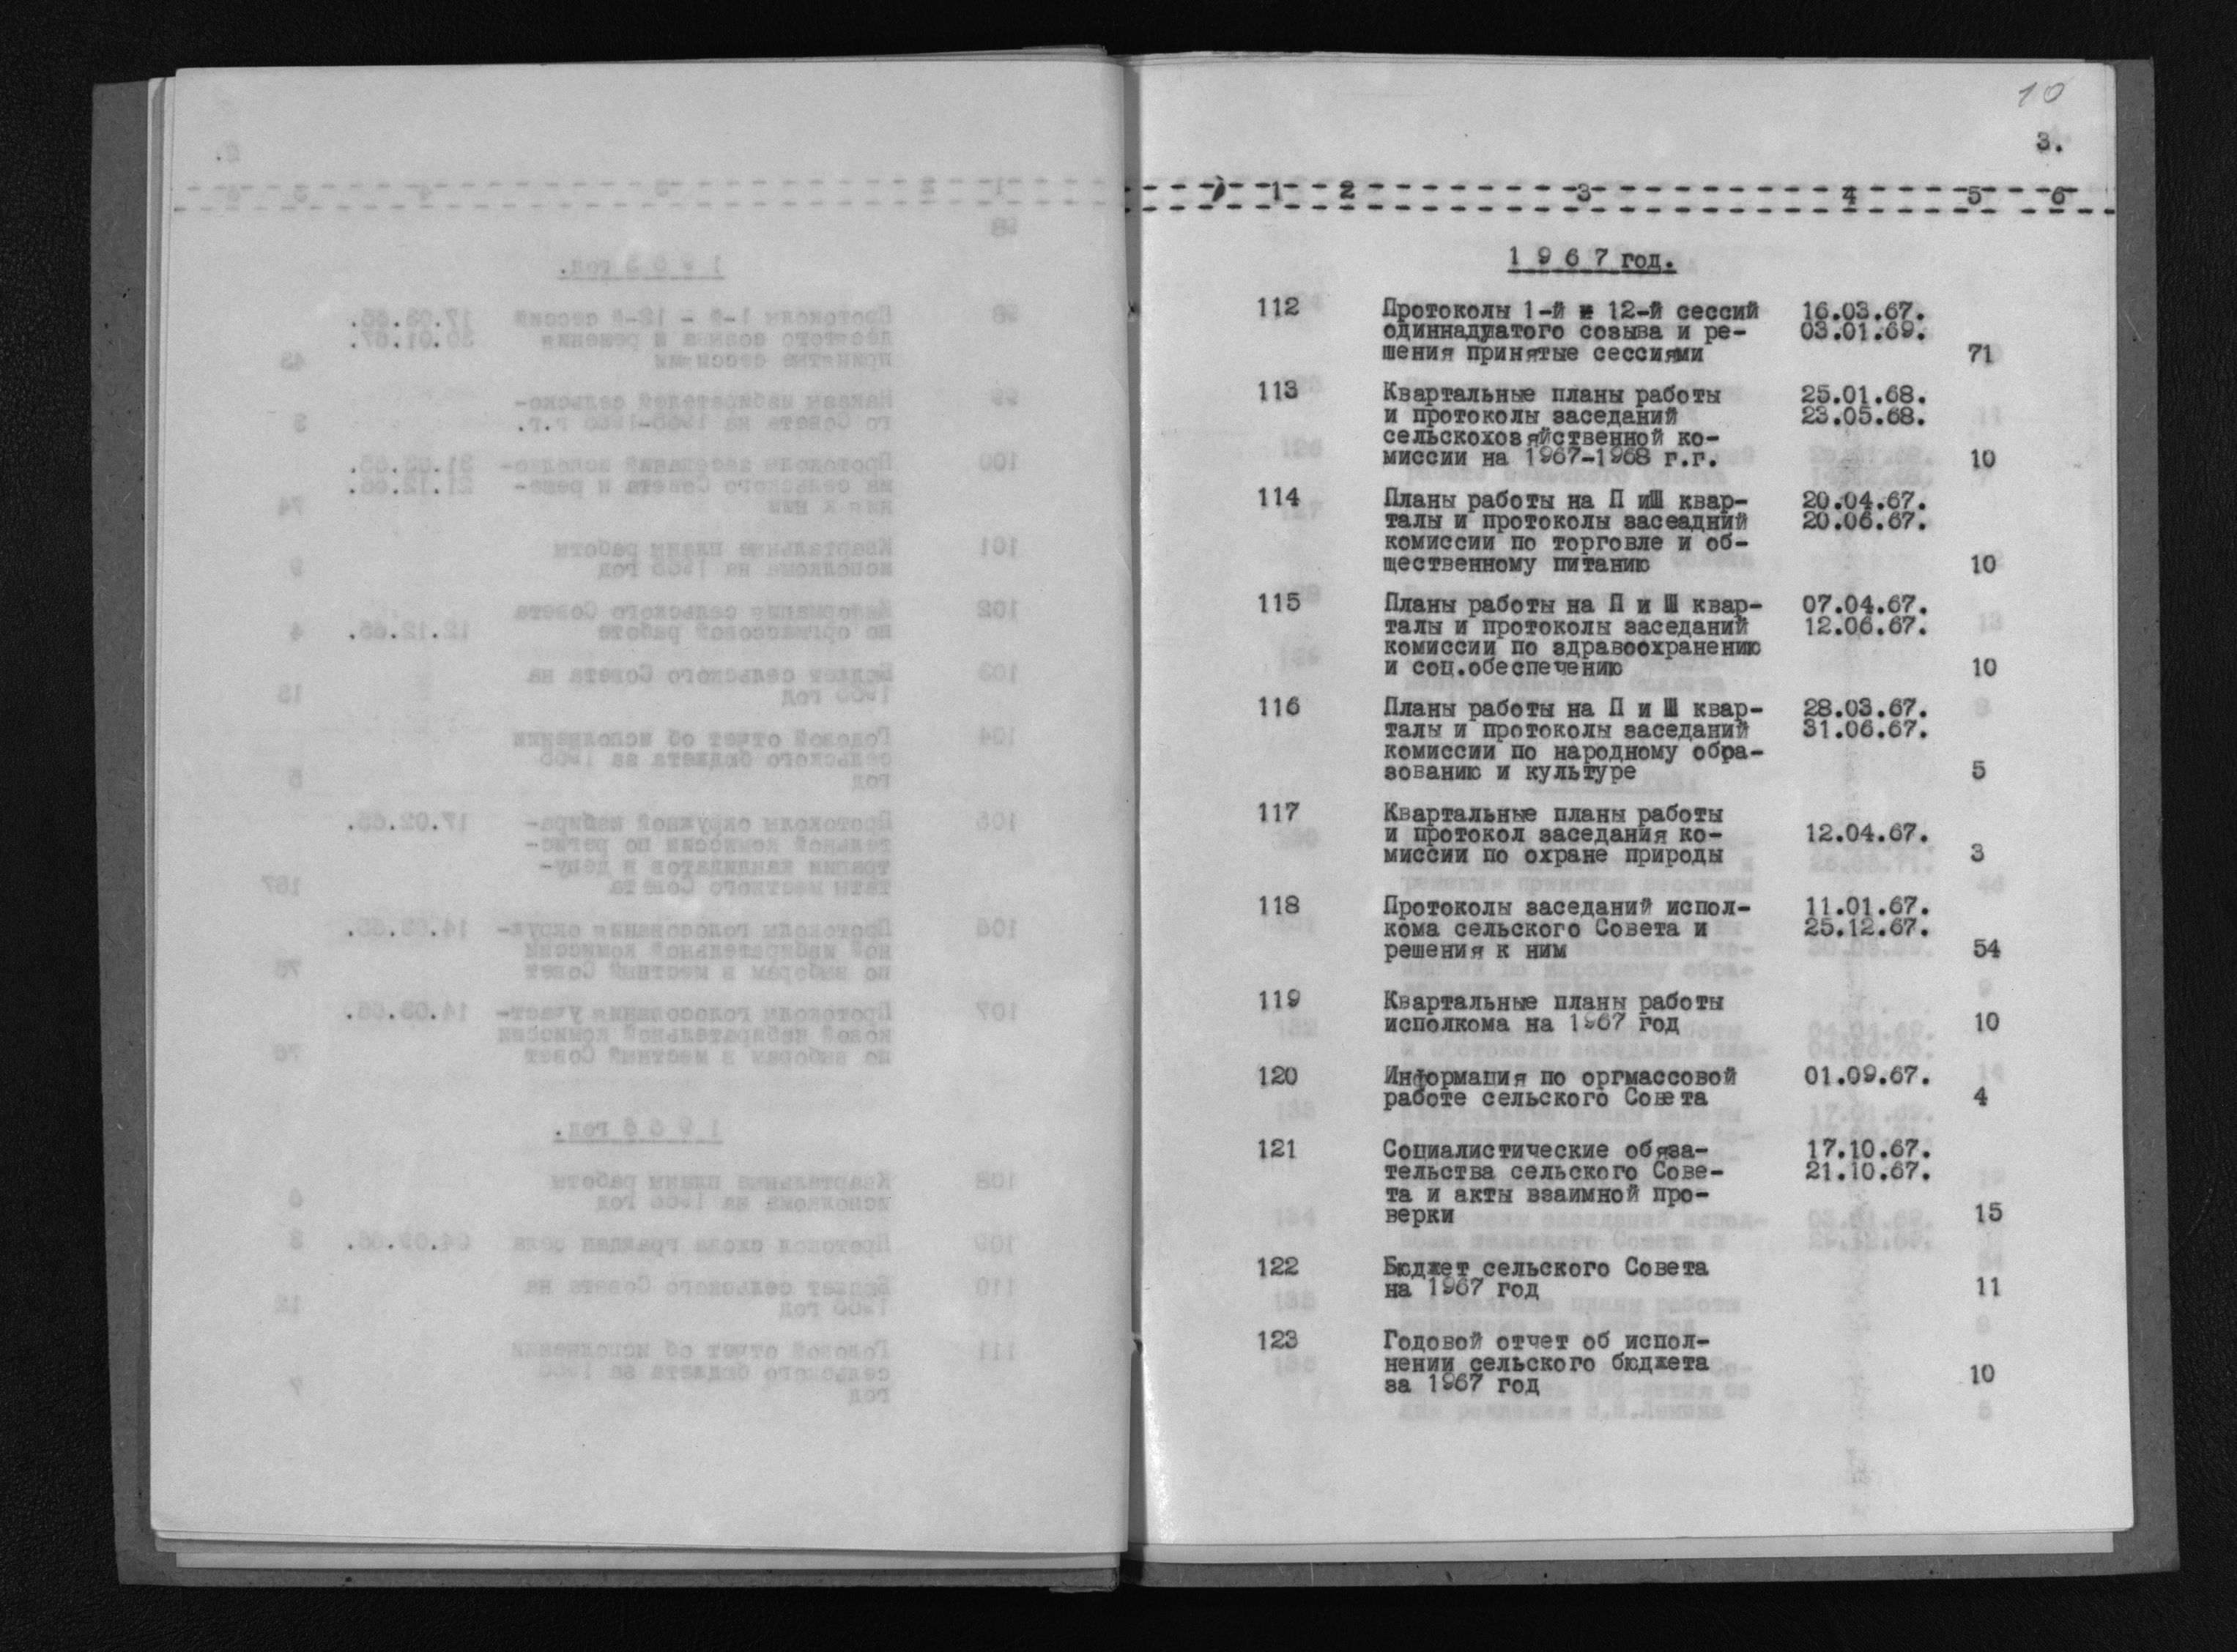 10
3.
1 2 3 4 5 6
1 9 6 7 год.
112 Протоколы 1-й и 12-й сессий 16.03.67.
одиннадцатого созыва и ре- 03.01.69.
шения принятые сессиями 71
113 Квартальные планы работы 25.01.68.
и протоколы заседаний 23.05.68.
сельскохозяйственной ко-
миссии на 1967-1968 г.г. 10
114 Планы работы на П иШ квар- 20.04.67.
талы и протоколы засеадний 20.06.67.
комиссии по торговле и об-
щественному питанию 10
115 Планы работы на П и Ш квар- 07.04.67.
талы и протоколы заседаний 12.06.67.
комиссии по здравоохранению
и соц.обеспечению 10
116 Планы работы на П и Ш квар- 28.03.67.
талы и протоколы заседаний 31.06.67.
комиссии по народному обра-
зованию и культуре 5
117 Квартальные планы работы
и протокол заседания ко- 12.04.67.
миссии по охране природы 3
118 Протоколы заседаний испол- 11.01.67.
кома сельского Совета и 25.12.67.
решения к ним 54
119 Квартальные планы работы
исполкома на 1967 год 10
120 Информация по оргмассовой 01.09.67.
работе сельского Совета 4
121 Социалистические обяза- 17.10.67.
тельства сельского Сове- 21.10.67.
та и акты взаимной про-
верки 15
122 Бюджет сельского Совета
на 1967 год 11
123 Годовой отчет об испол-
нении сельского бюджета
за 1967 год 10